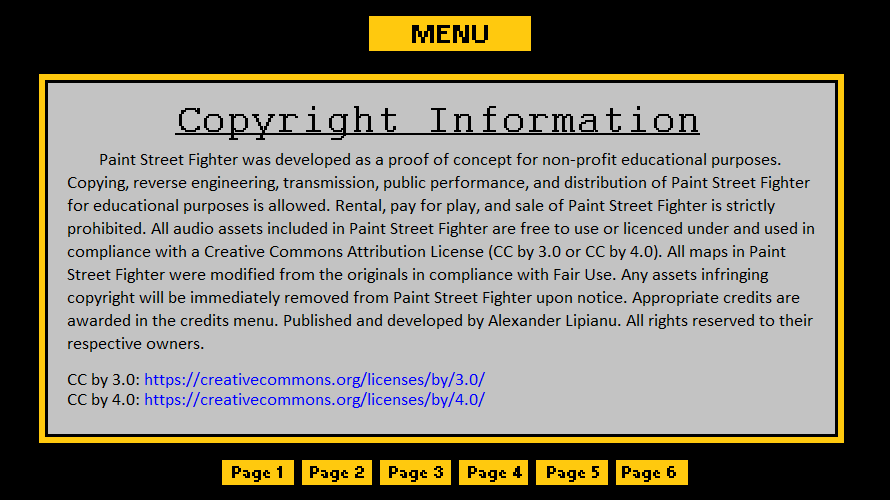 MENU
Copyright Information
Paint Street Fighter was developed as a proof of concept for non-profit educational purposes.
Copying, reverse engineering, transmission, public performance, and distribution of Paint Street Fighter
for educational purposes is allowed. Rental, pay for play, and sale of Paint Street Fighter is strictly
prohibited. All audio assets included in Paint Street Fighter are free to use or licenced under and used in
compliance with a Creative Commons Attribution License (CC by 3.0 or CC by 4.0). All maps in Paint
Street Fighter were modified from the originals in compliance with Fair Use. Any assets infringing
copyright will be immediately removed from Paint Street Fighter upon notice. Appropriate credits are
awarded in the credits menu. Published and developed by Alexander Lipianu. All rights reserved to their
respective owners.
CC by 3.0: https://creativecommons.org/licenses/by/3.0/
CC by 4.0: https://creativecommons.org/licenses/by/4.0/
Page 1 Page 2 Page 3 Page 4 Page 5 Page 6